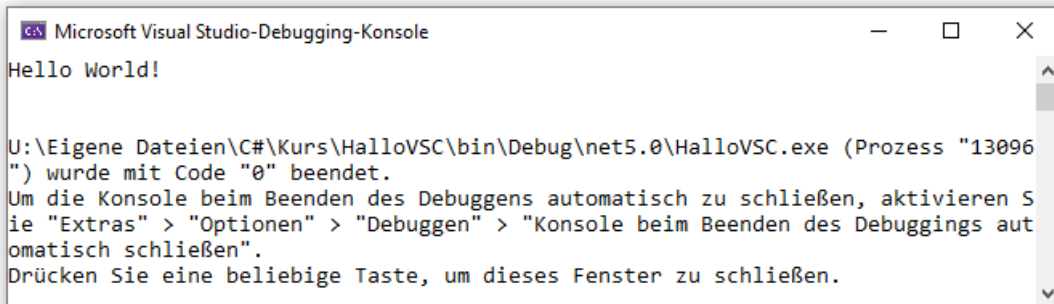 C:\ Microsoft Visual Studio-Debugging-Konsole
Hello World!
U:\Eigene Dateien\C#\Kurs\HalloVSC\bin\Debug\net5.0\HalloVSC.exe (Prozess "13096
") wurde mit Code "0" beendet.
Um die Konsole beim Beenden des Debuggens automatisch zu schließen, aktivieren S
ie "Extras" > "Optionen" > "Debuggen" > "Konsole beim Beenden des Debuggings aut
omatisch schließen".
Drücken Sie eine beliebige Taste, um dieses Fenster zu schließen.